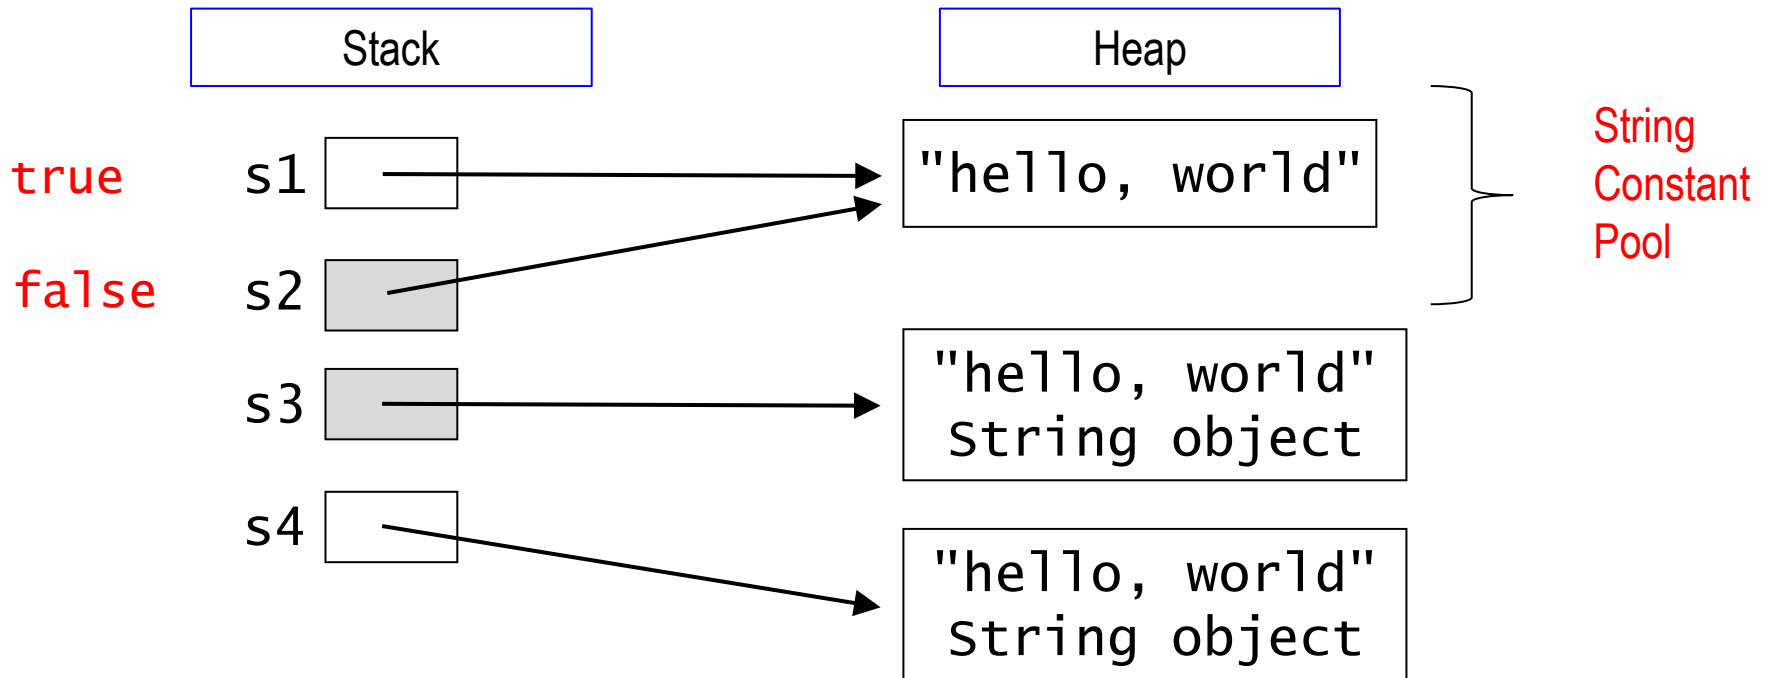 Stack
Heap
String
Constant
Pool
true
s1
"hello, world"
false
s2
s3
"hello, world"
String object
s4
"hello, world"
String object